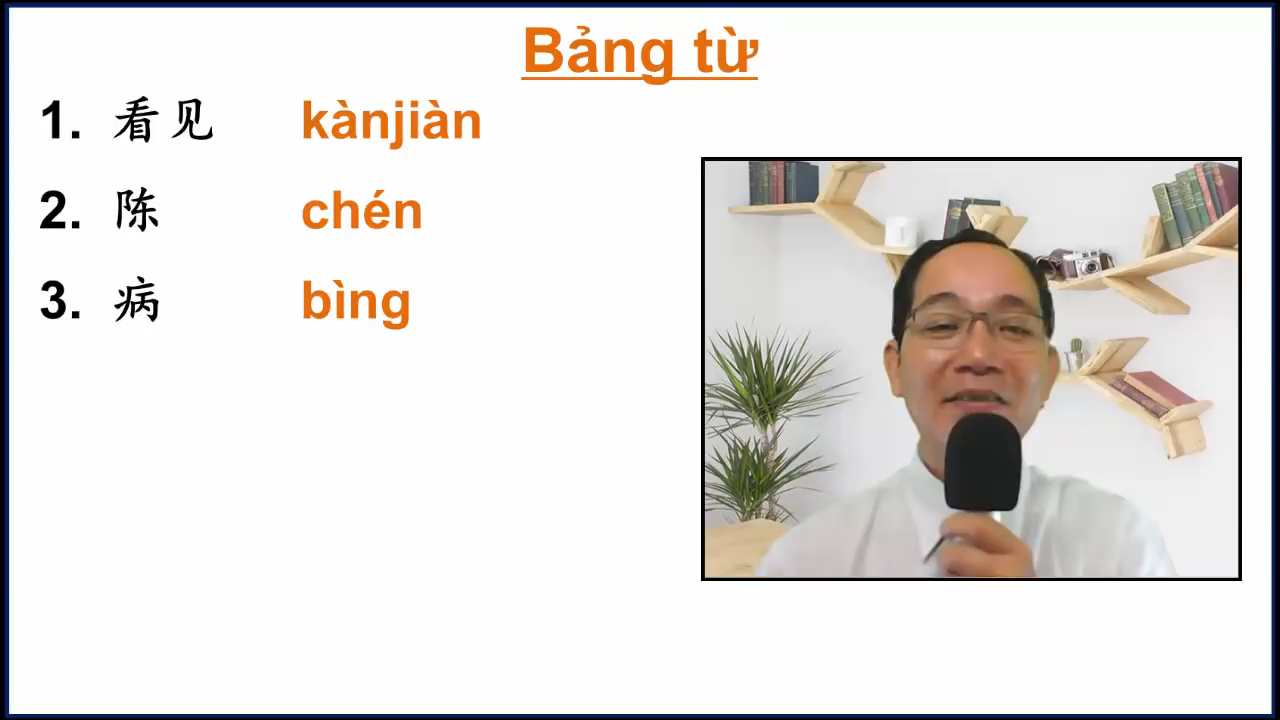 Bảng từ
1. 看见 kànjiàn
2. 陈 chén
3. 病 bìng